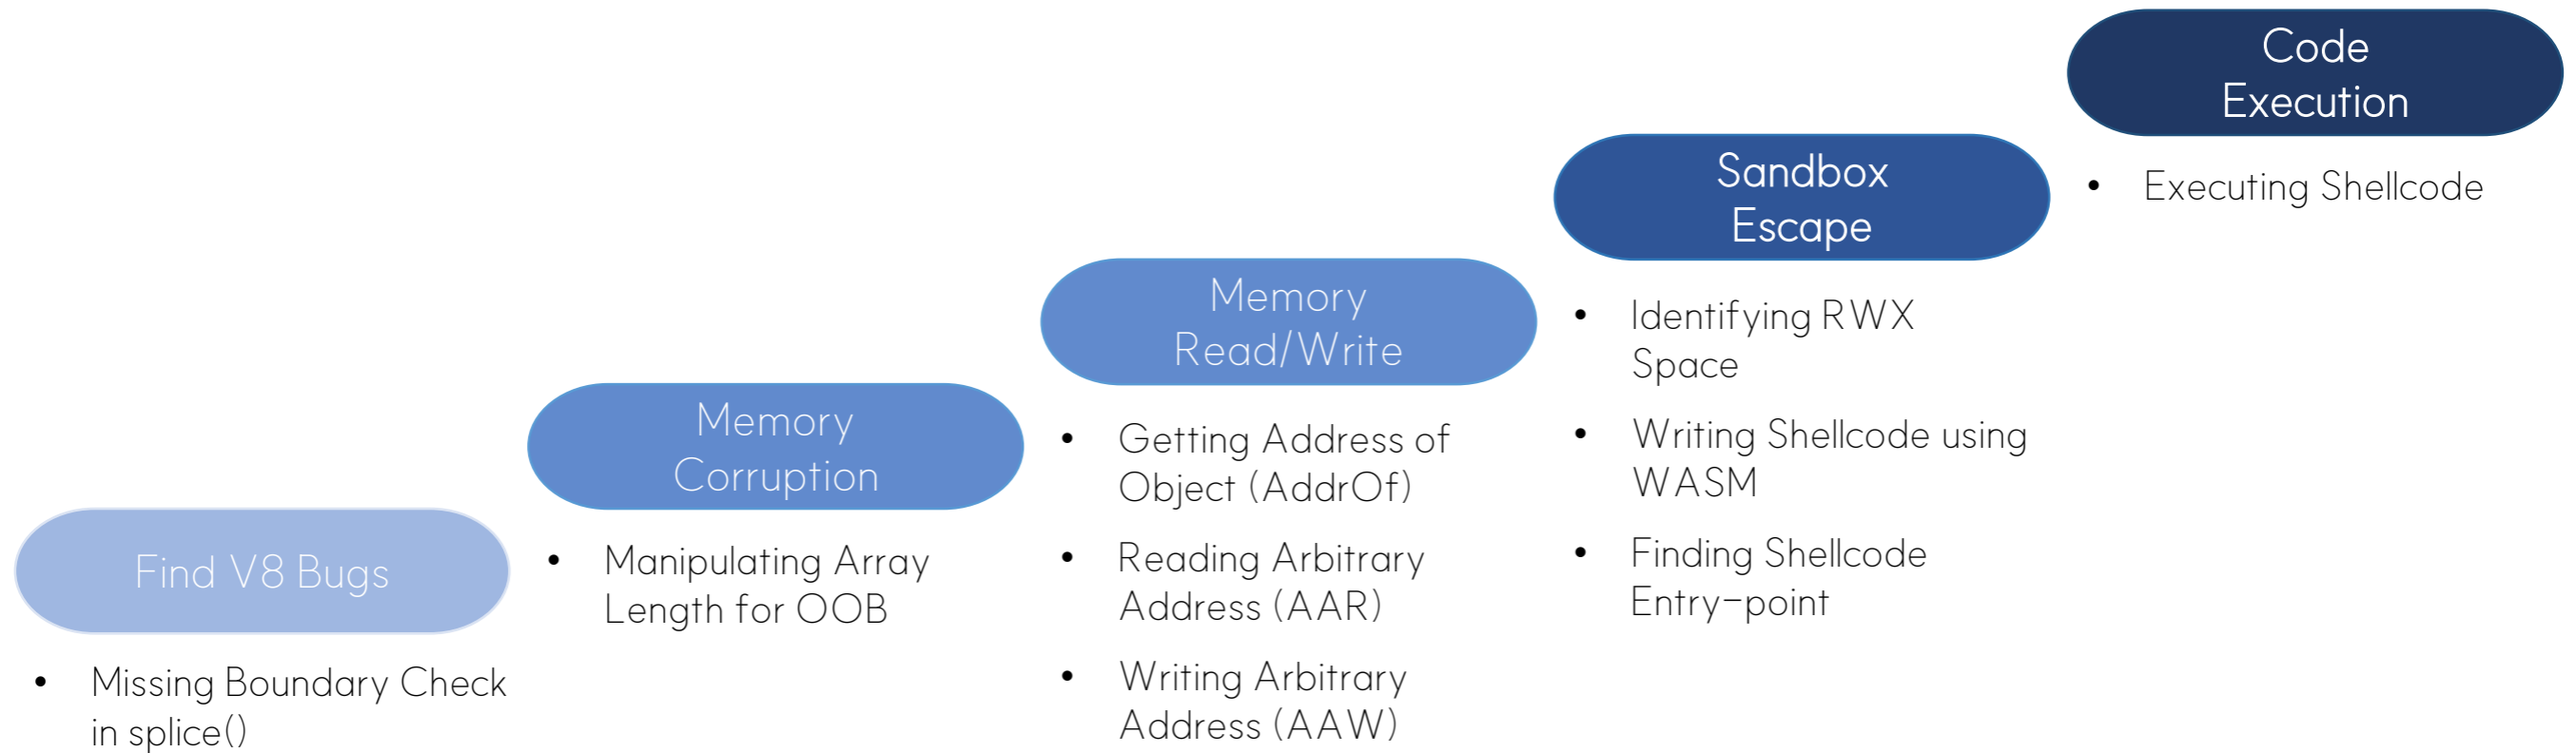 Find V8 Bugs
• Missing Boundary Check
in splice()
Memory
Corruption
• Manipulating Array
Length for OOB
Memory
Read/Write
• Getting Address of
Object (AddrOf)
• Reading Arbitrary
Address (AAR)
• Writing Arbitrary
Address (AAW)
Sandbox
Escape
• Identifying RWX
Space
• Writing Shellcode using
WASM
• Finding Shellcode
Entry-point
Code
Execution
• Executing Shellcode